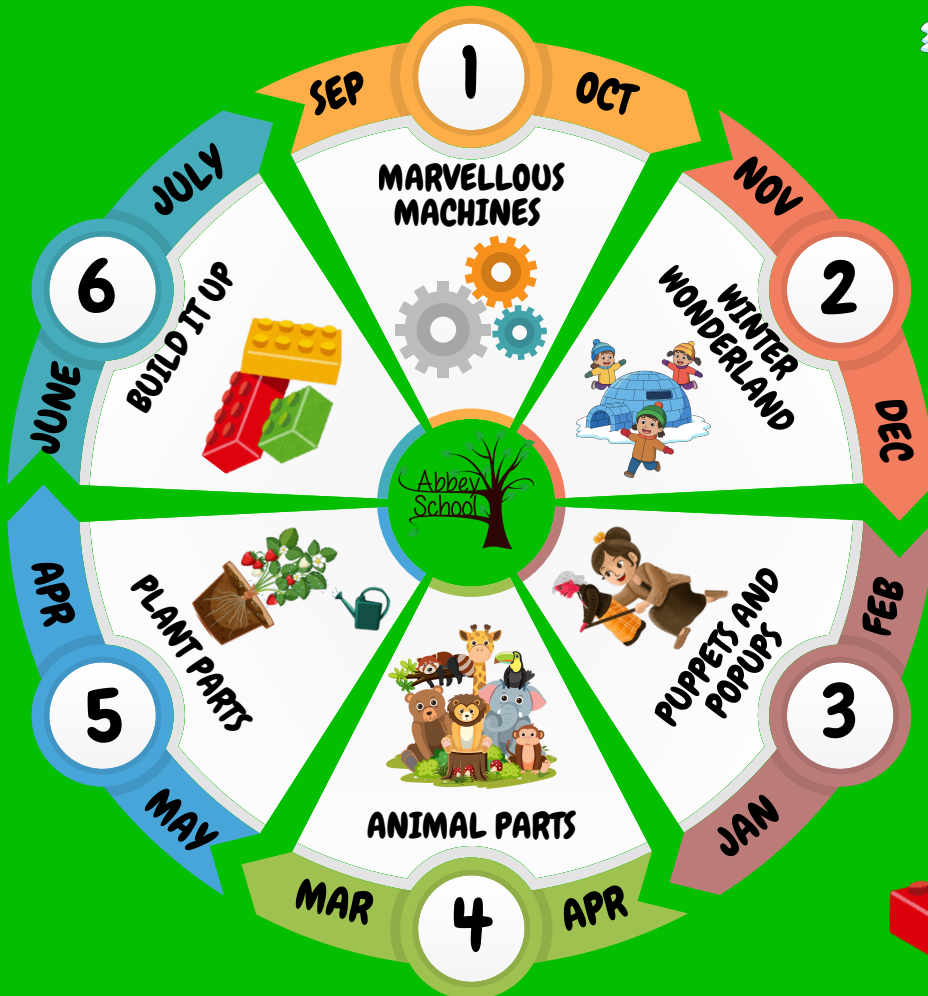 SEP
1
OCT
MARVELLOUS
MACHINES
NOV
2
DEC
WINTER
WONDERLAND
FEB
3
JAN
PUPPETS AND
POPUPS
MAR
4
APR
ANIMAL PARTS
APR
5
MAY
PLANT PARTS
JUNE
6
JULY
BUILD IT UP
Abbey
School